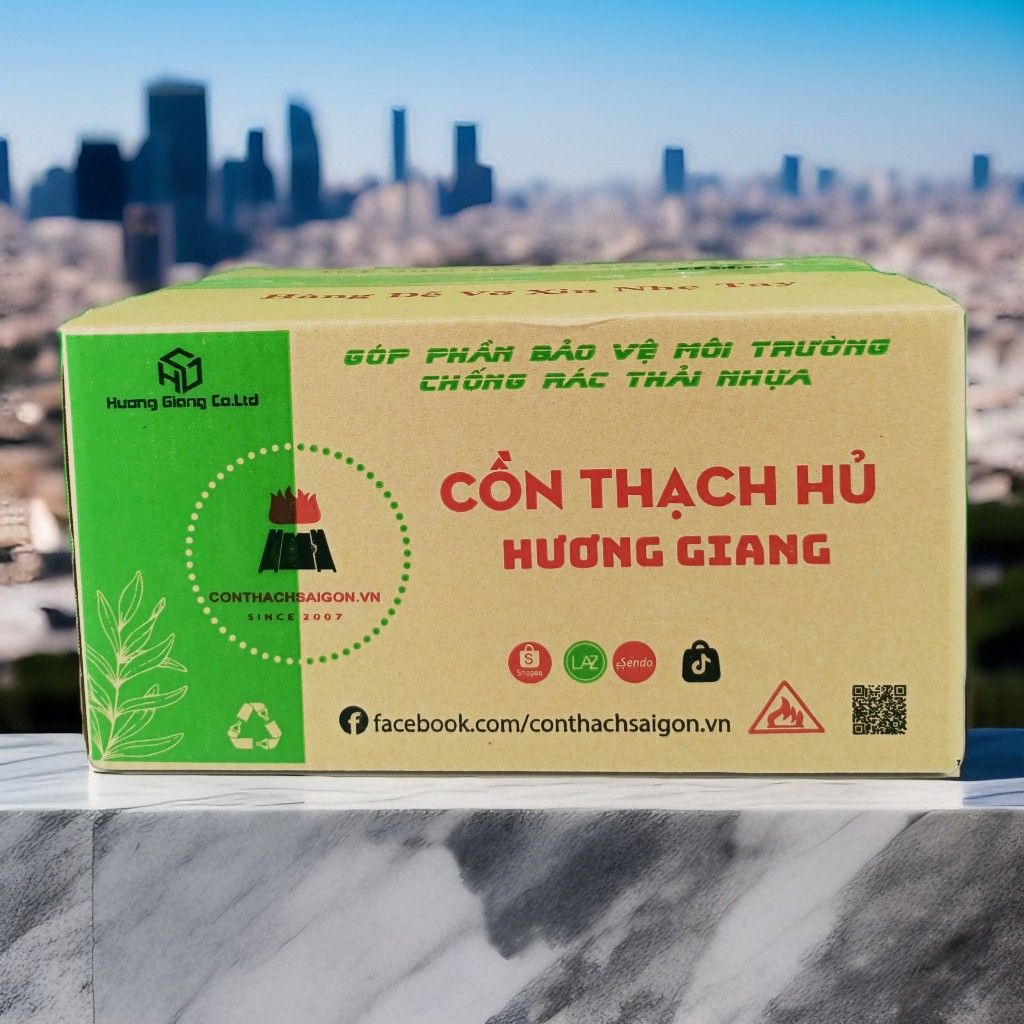 Hàng Dễ Vỡ Xin Nhẹ Tay
GÓP PHẦN BẢO VỆ MÔI TRƯỜNG
CHỐNG RÁC THẢI NHỰA
Hương Giang Co.Ltd
CỒN THẠCH HỦ
HƯƠNG GIANG
CONTHACHSAIGON.VN
SINCE 2007
Shopee
LAZ
Sendo
facebook.com/conthachsaigon.vn